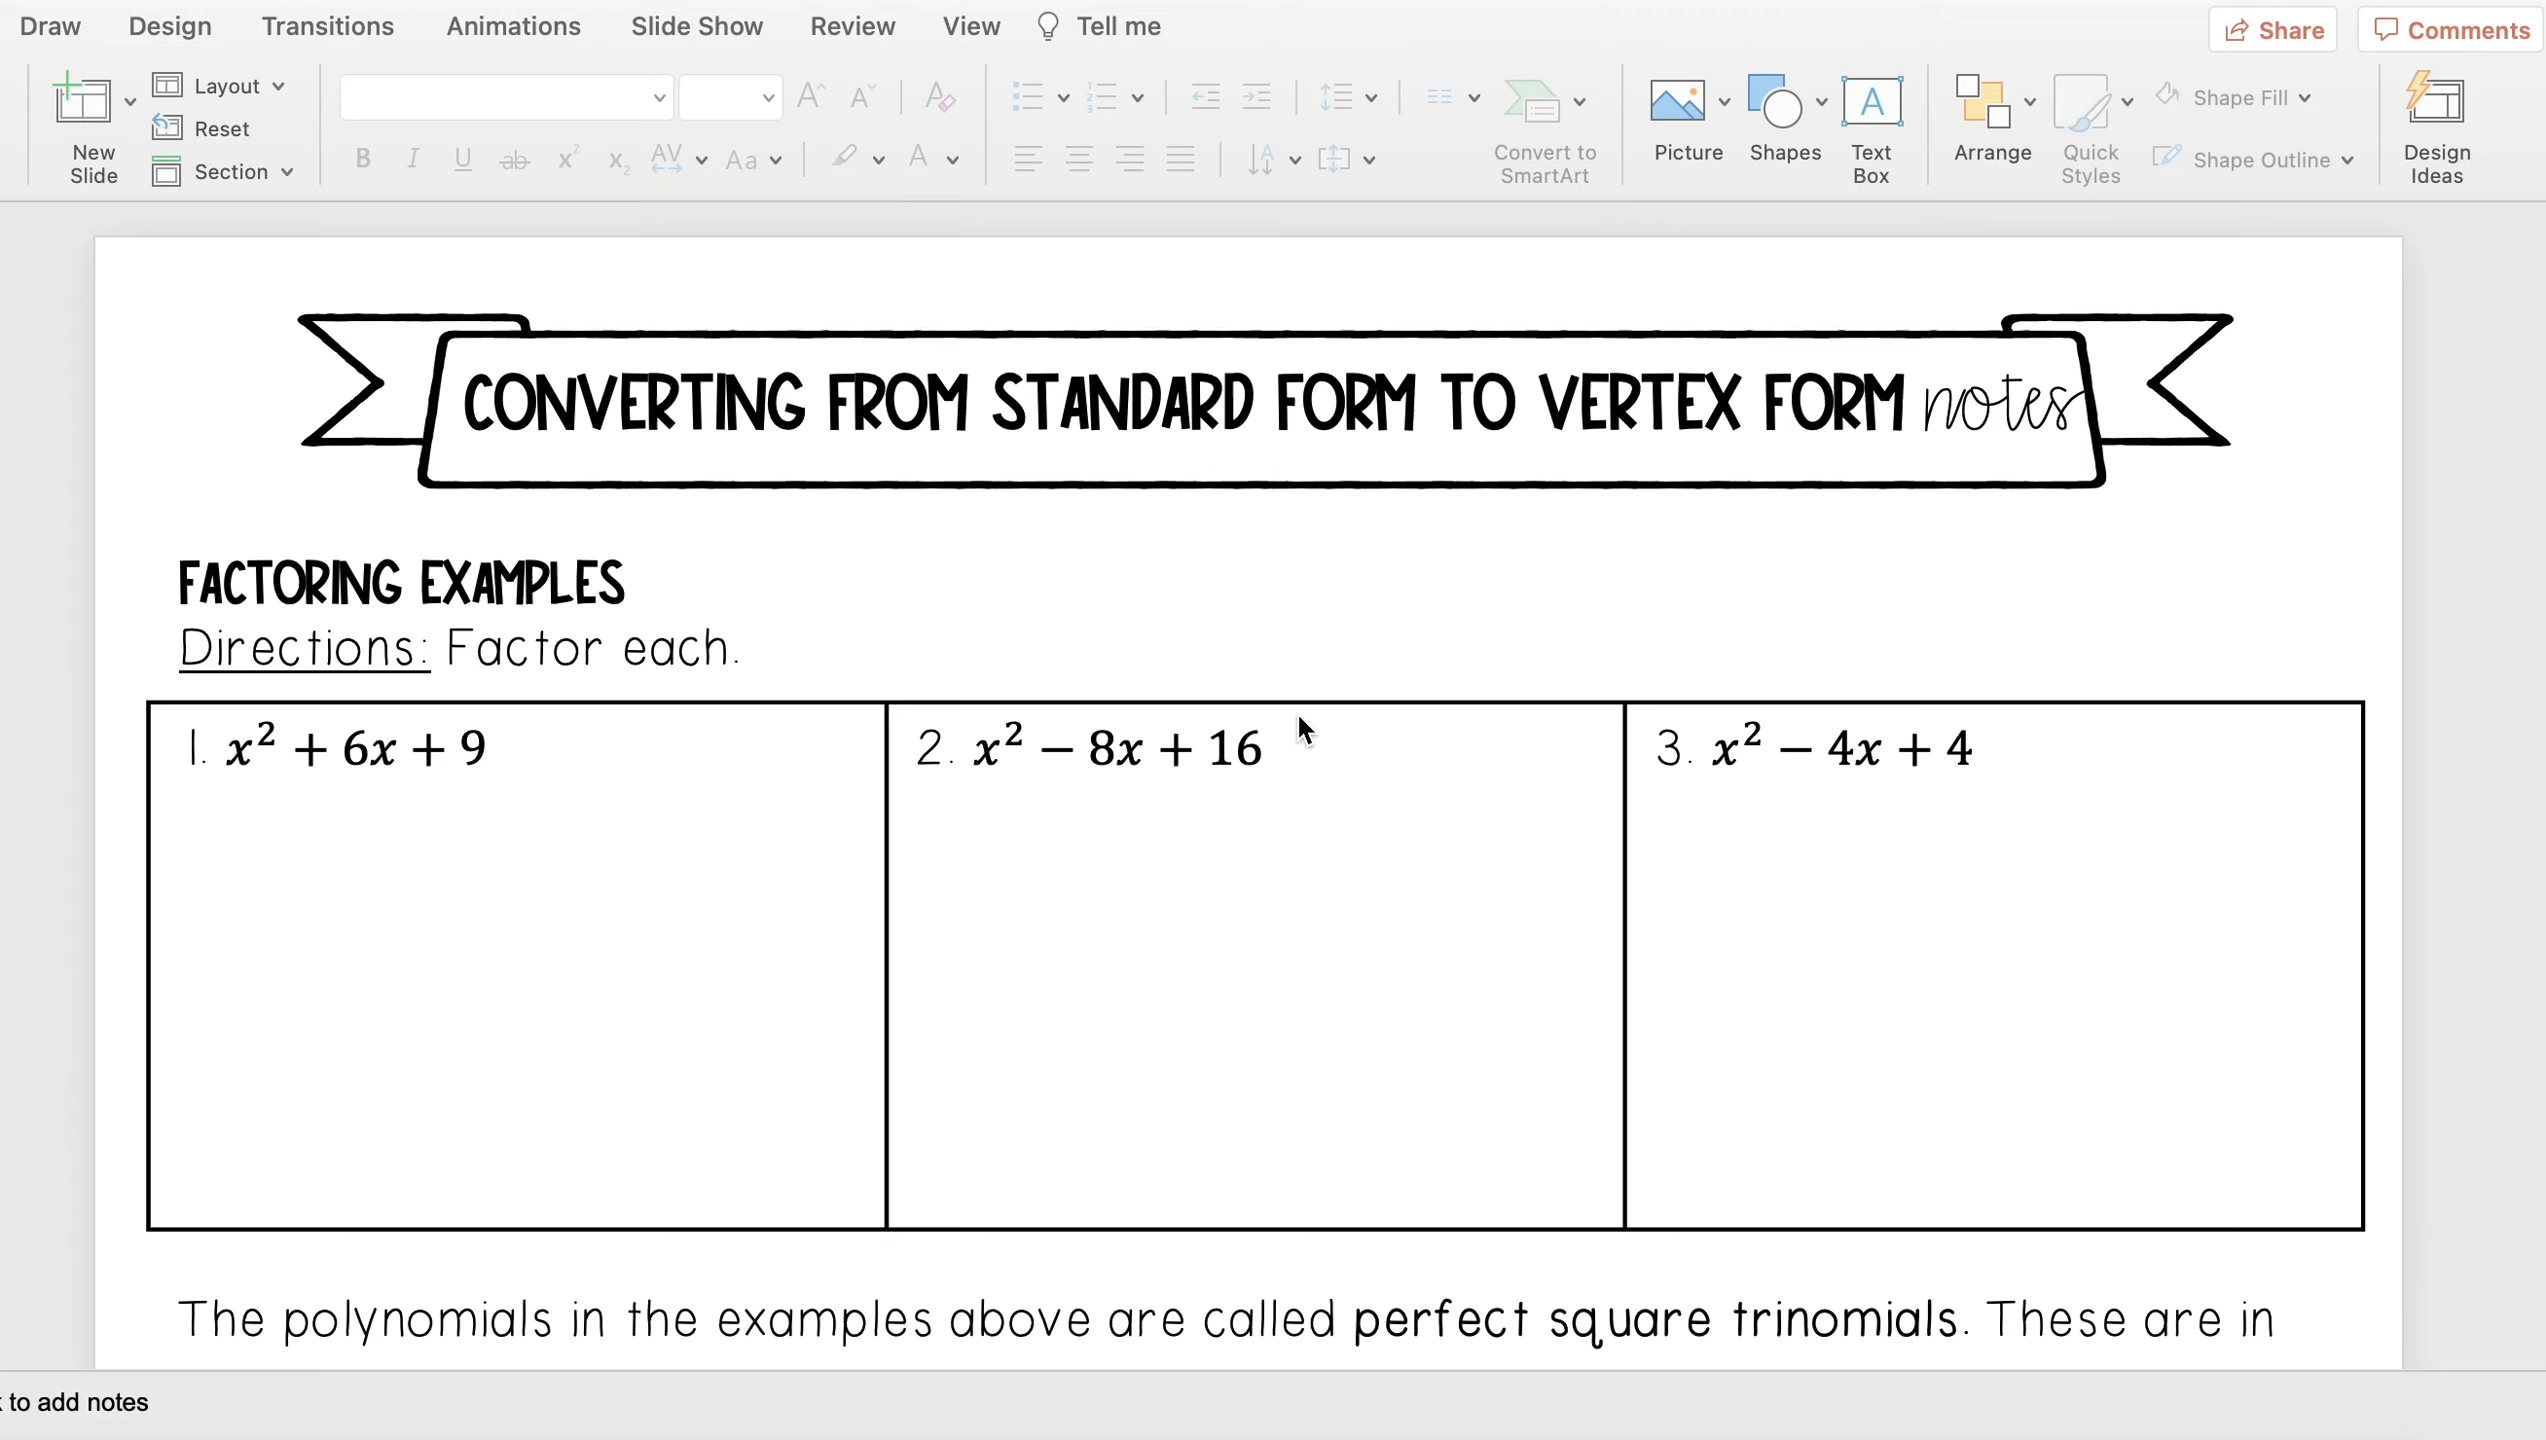 Draw Design Transitions Animations Slide Show Review View Tell me Share Comments
New Slide Layout Reset Section
Convert to SmartArt
Picture Shapes Text Box Arrange Quick Styles Shape Fill Shape Outline Design Ideas
CONVERTING FROM STANDARD FORM TO VERTEX FORM notes
FACTORING EXAMPLES
Directions: Factor each.
1. x² + 6x + 9
2. x² − 8x + 16
3. x² − 4x + 4
The polynomials in the examples above are called perfect square trinomials. These are in
to add notes